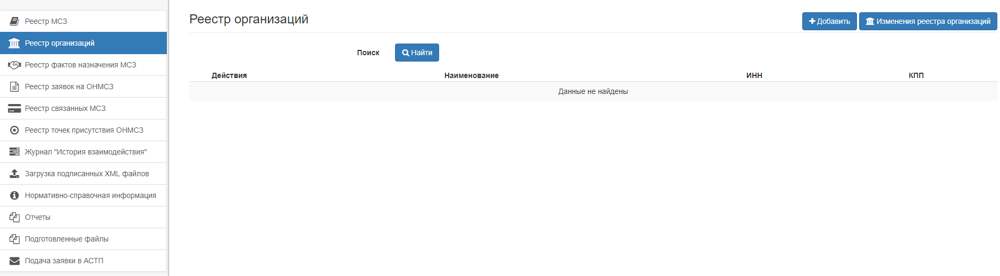 Реестр МСЗ
Реестр организаций
Реестр фактов назначения МСЗ
Реестр заявок на ОНМСЗ
Реестр связанных МСЗ
Реестр точек присутствия ОНМСЗ
Журнал "История взаимодействия"
Загрузка подписанных XML файлов
Нормативно-справочная информация
Отчеты
Подготовленные файлы
Подача заявки в АСТП
Реестр организаций
Добавить Изменения реестра организаций
Поиск Найти
Действия Наименование ИНН КПП
Данные не найдены